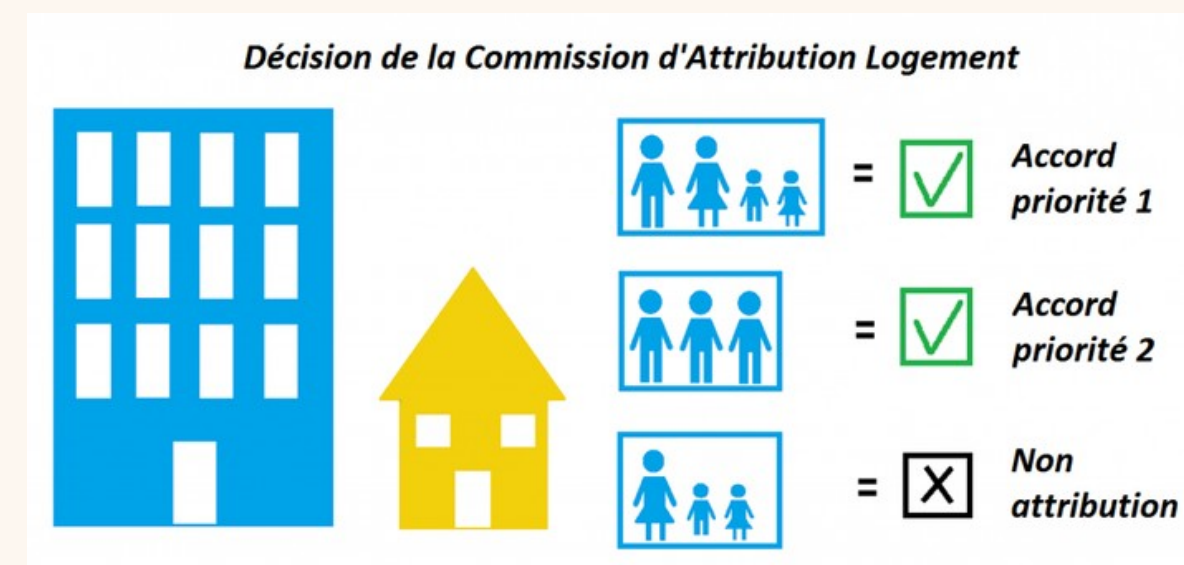 Décision de la Commission d'Attribution Logement
= Accord
priorité 1
= Accord
priorité 2
= X Non
attribution